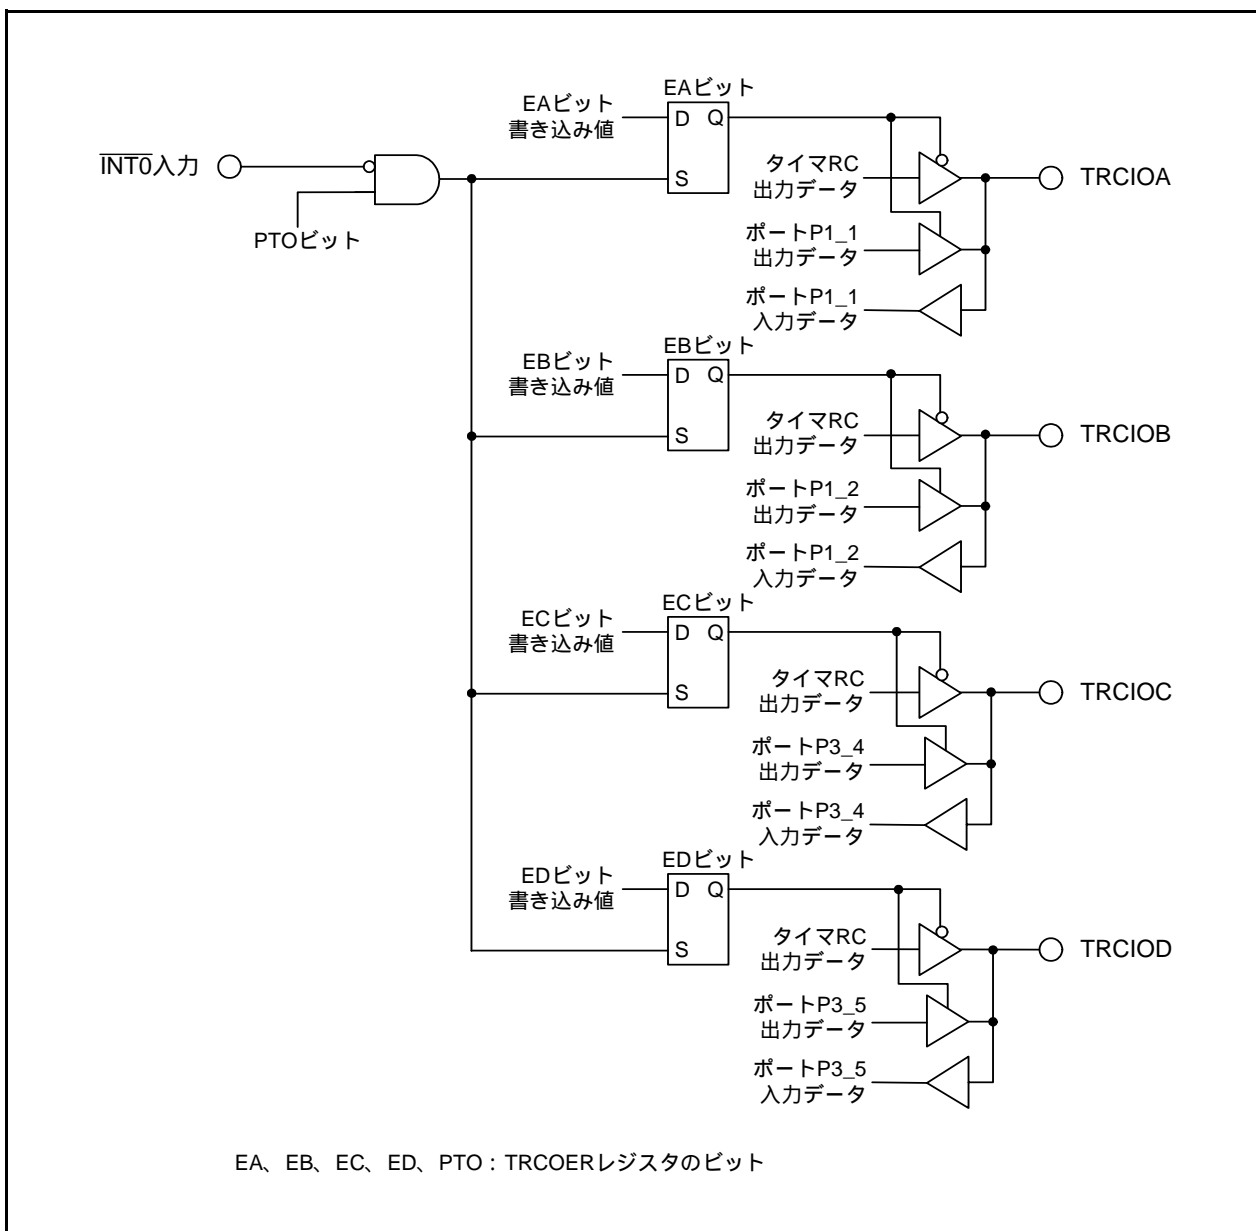 EAビット
EAビット
書き込み値
D Q
S
INT0入力
PTOビット
タイマRC
出力データ
TRCIOA
ポートP1_1
出力データ
ポートP1_1
入力データ
EBビット
EBビット
書き込み値
D Q
S
タイマRC
出力データ
TRCIOB
ポートP1_2
出力データ
ポートP1_2
入力データ
ECビット
ECビット
書き込み値
D Q
S
タイマRC
出力データ
TRCIOC
ポートP3_4
出力データ
ポートP3_4
入力データ
EDビット
EDビット
書き込み値
D Q
S
タイマRC
出力データ
TRCIOD
ポートP3_5
出力データ
ポートP3_5
入力データ
EA、EB、EC、ED、PTO：TRCOERレジスタのビット